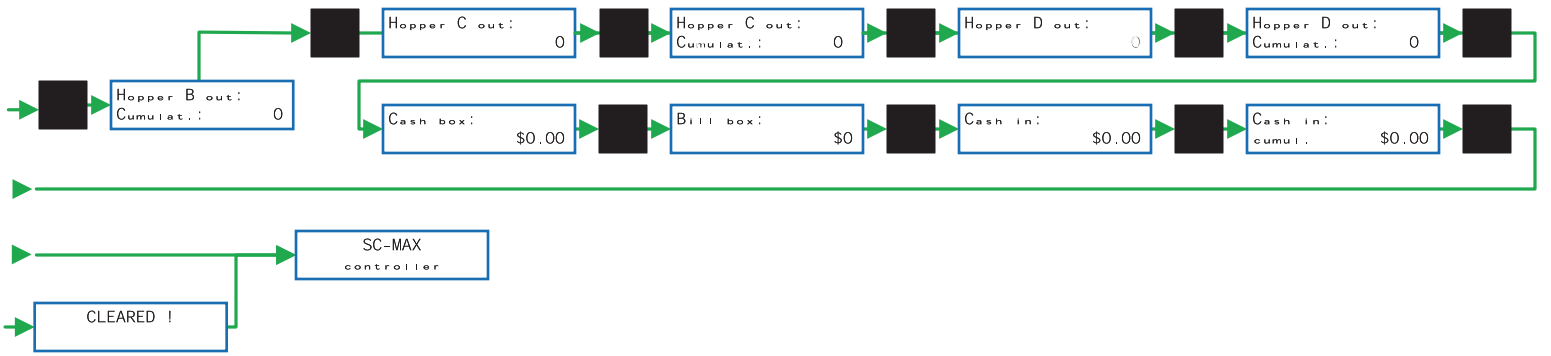 Hopper C out:
0
Hopper C out:
Cumulat.: 0
Hopper D out:
0
Hopper D out:
Cumulat.: 0
Hopper B out:
Cumulat.: 0
Cash box:
$0.00
Bill box:
$0
Cash in:
$0.00
Cash in:
cumul. $0.00
SC-MAX
controller
CLEARED !